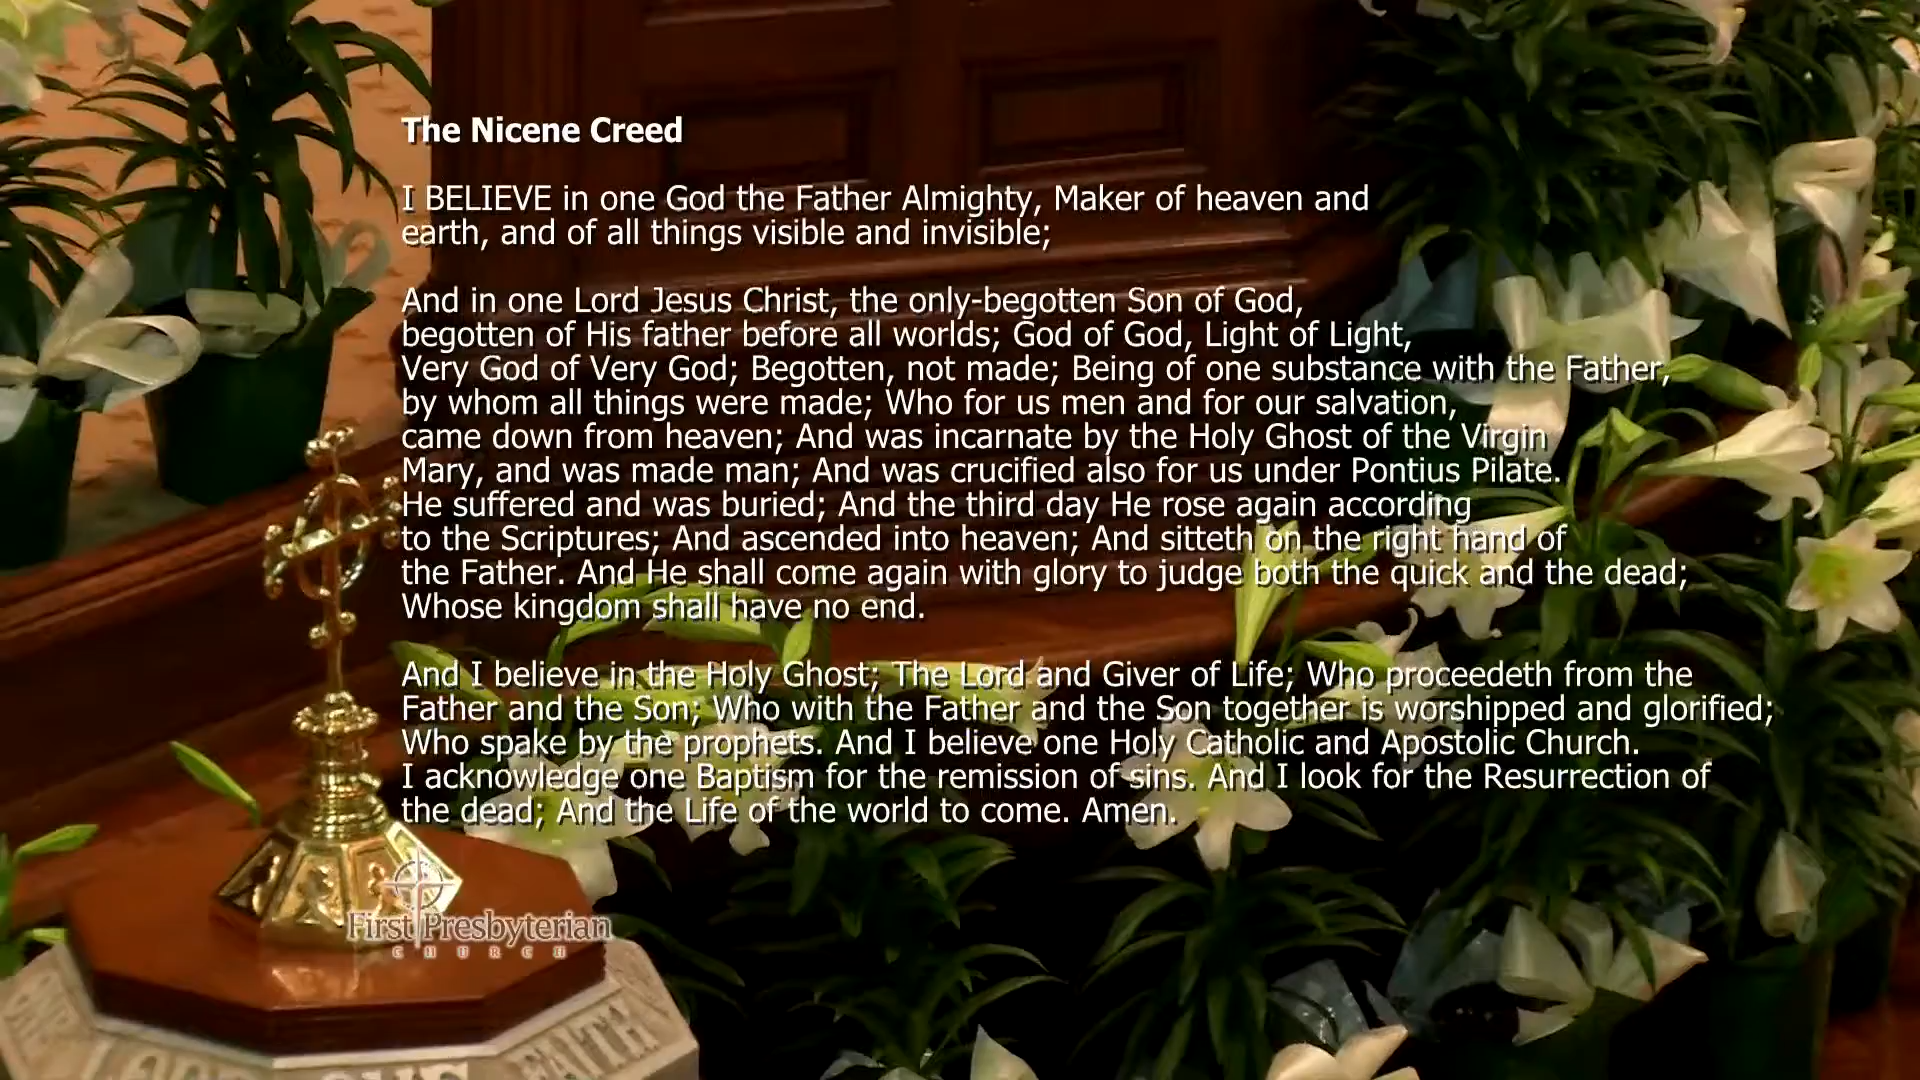 The Nicene Creed
I BELIEVE in one God the Father Almighty, Maker of heaven and
earth, and of all things visible and invisible;
And in one Lord Jesus Christ, the only-begotten Son of God,
begotten of His father before all worlds; God of God, Light of Light,
Very God of Very God; Begotten, not made; Being of one substance with the Father,
by whom all things were made; Who for us men and for our salvation,
came down from heaven; And was incarnate by the Holy Ghost of the Virgin
Mary, and was made man; And was crucified also for us under Pontius Pilate.
He suffered and was buried; And the third day He rose again according
to the Scriptures; And ascended into heaven; And sitteth on the right hand of
the Father. And He shall come again with glory to judge both the quick and the dead;
Whose kingdom shall have no end.
And I believe in the Holy Ghost; The Lord and Giver of Life; Who proceedeth from the
Father and the Son; Who with the Father and the Son together is worshipped and glorified;
Who spake by the prophets. And I believe one Holy Catholic and Apostolic Church.
I acknowledge one Baptism for the remission of sins. And I look for the Resurrection of
the dead; And the Life of the world to come. Amen.
First Presbyterian
CHURCH
FAITH